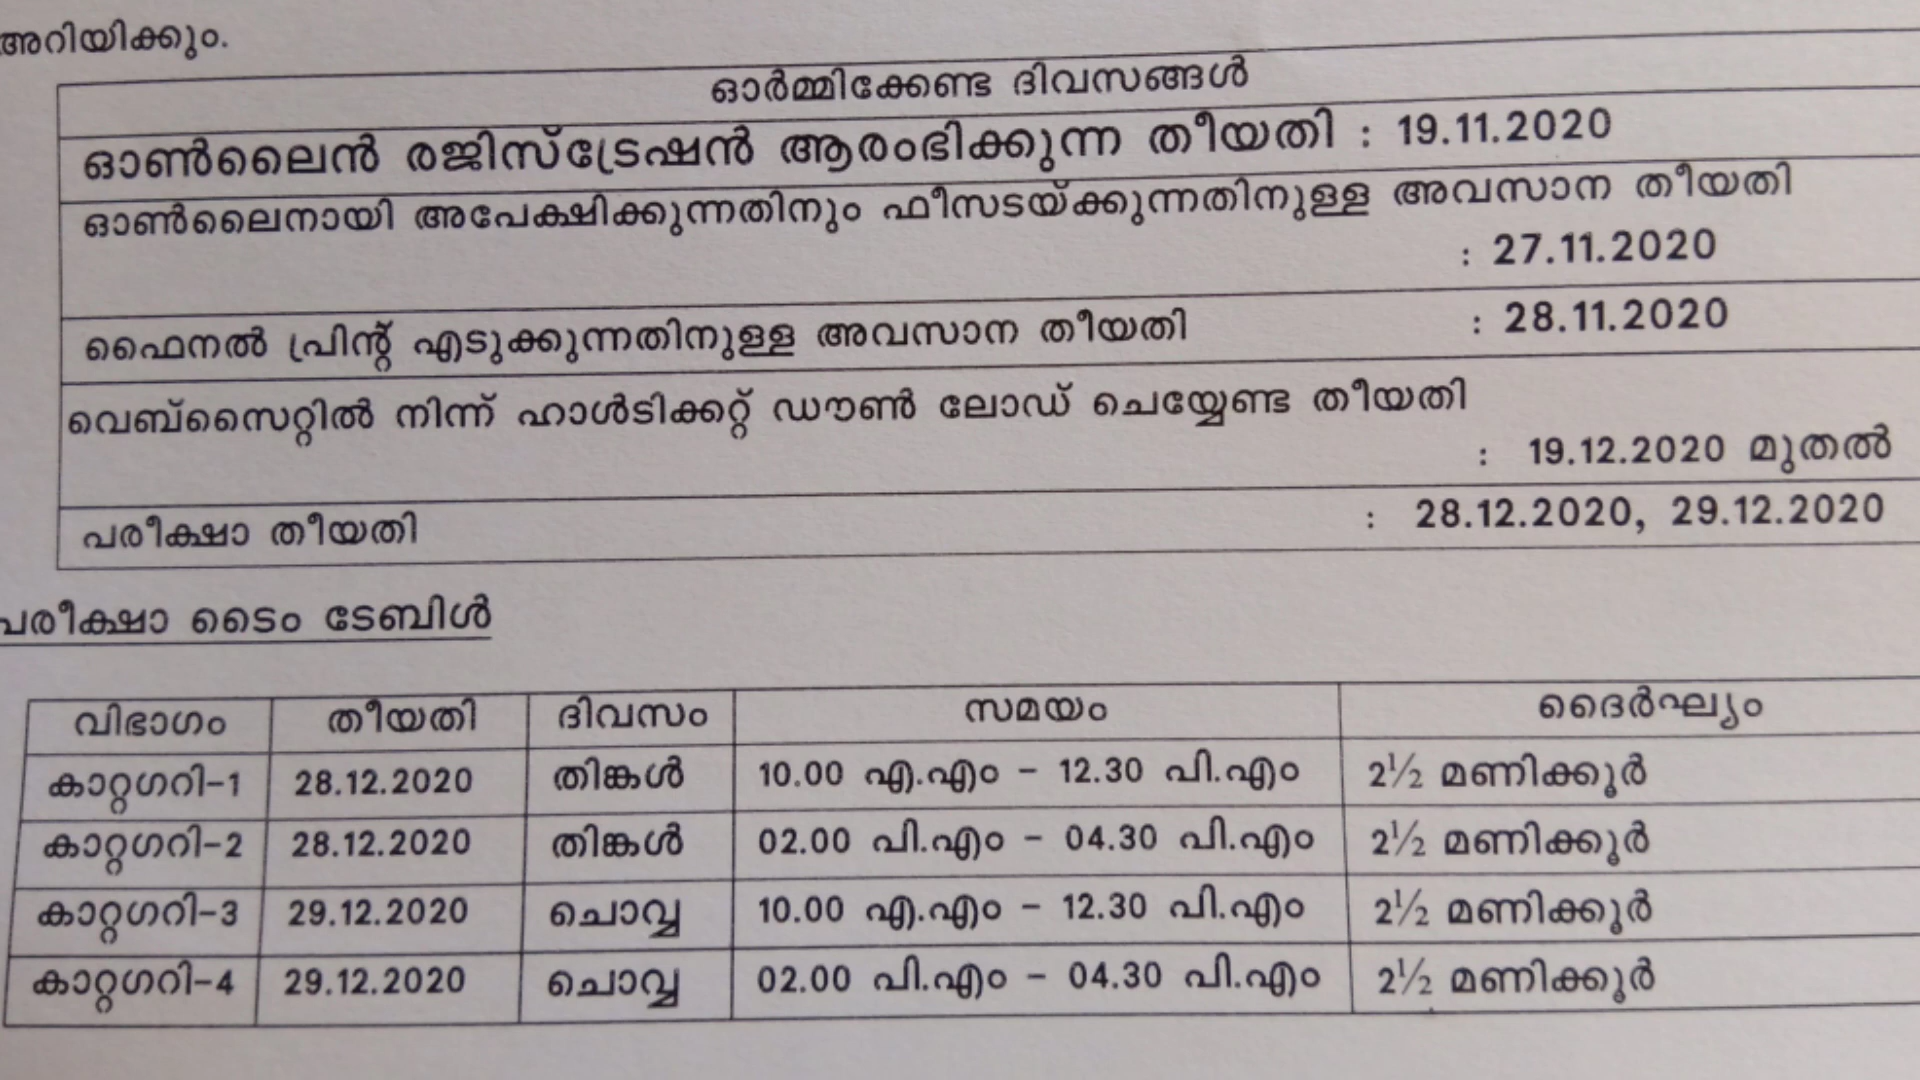 അറിയിക്കും.
ഓർമ്മിക്കേണ്ട ദിവസങ്ങൾ
ഓൺലൈൻ രജിസ്ട്രേഷൻ ആരംഭിക്കുന്ന തീയതി : 19.11.2020
ഓൺലൈനായി അപേക്ഷിക്കുന്നതിനും ഫീസടയ്ക്കുന്നതിനുള്ള അവസാന തീയതി
: 27.11.2020
ഫൈനൽ പ്രിന്റ് എടുക്കുന്നതിനുള്ള അവസാന തീയതി : 28.11.2020
വെബ്സൈറ്റിൽ നിന്ന് ഹാൾടിക്കറ്റ് ഡൗൺ ലോഡ് ചെയ്യേണ്ട തീയതി
: 19.12.2020 മുതൽ
പരീക്ഷാ തീയതി : 28.12.2020, 29.12.2020
പരീക്ഷാ ടൈം ടേബിൾ
വിഭാഗം തീയതി ദിവസം സമയം ദൈർഘ്യം
കാറ്റഗറി-1 28.12.2020 തിങ്കൾ 10.00 എ.എം - 12.30 പി.എം 2½ മണിക്കൂർ
കാറ്റഗറി-2 28.12.2020 തിങ്കൾ 02.00 പി.എം - 04.30 പി.എം 2½ മണിക്കൂർ
കാറ്റഗറി-3 29.12.2020 ചൊവ്വ 10.00 എ.എം - 12.30 പി.എം 2½ മണിക്കൂർ
കാറ്റഗറി-4 29.12.2020 ചൊവ്വ 02.00 പി.എം - 04.30 പി.എം 2½ മണിക്കൂർ